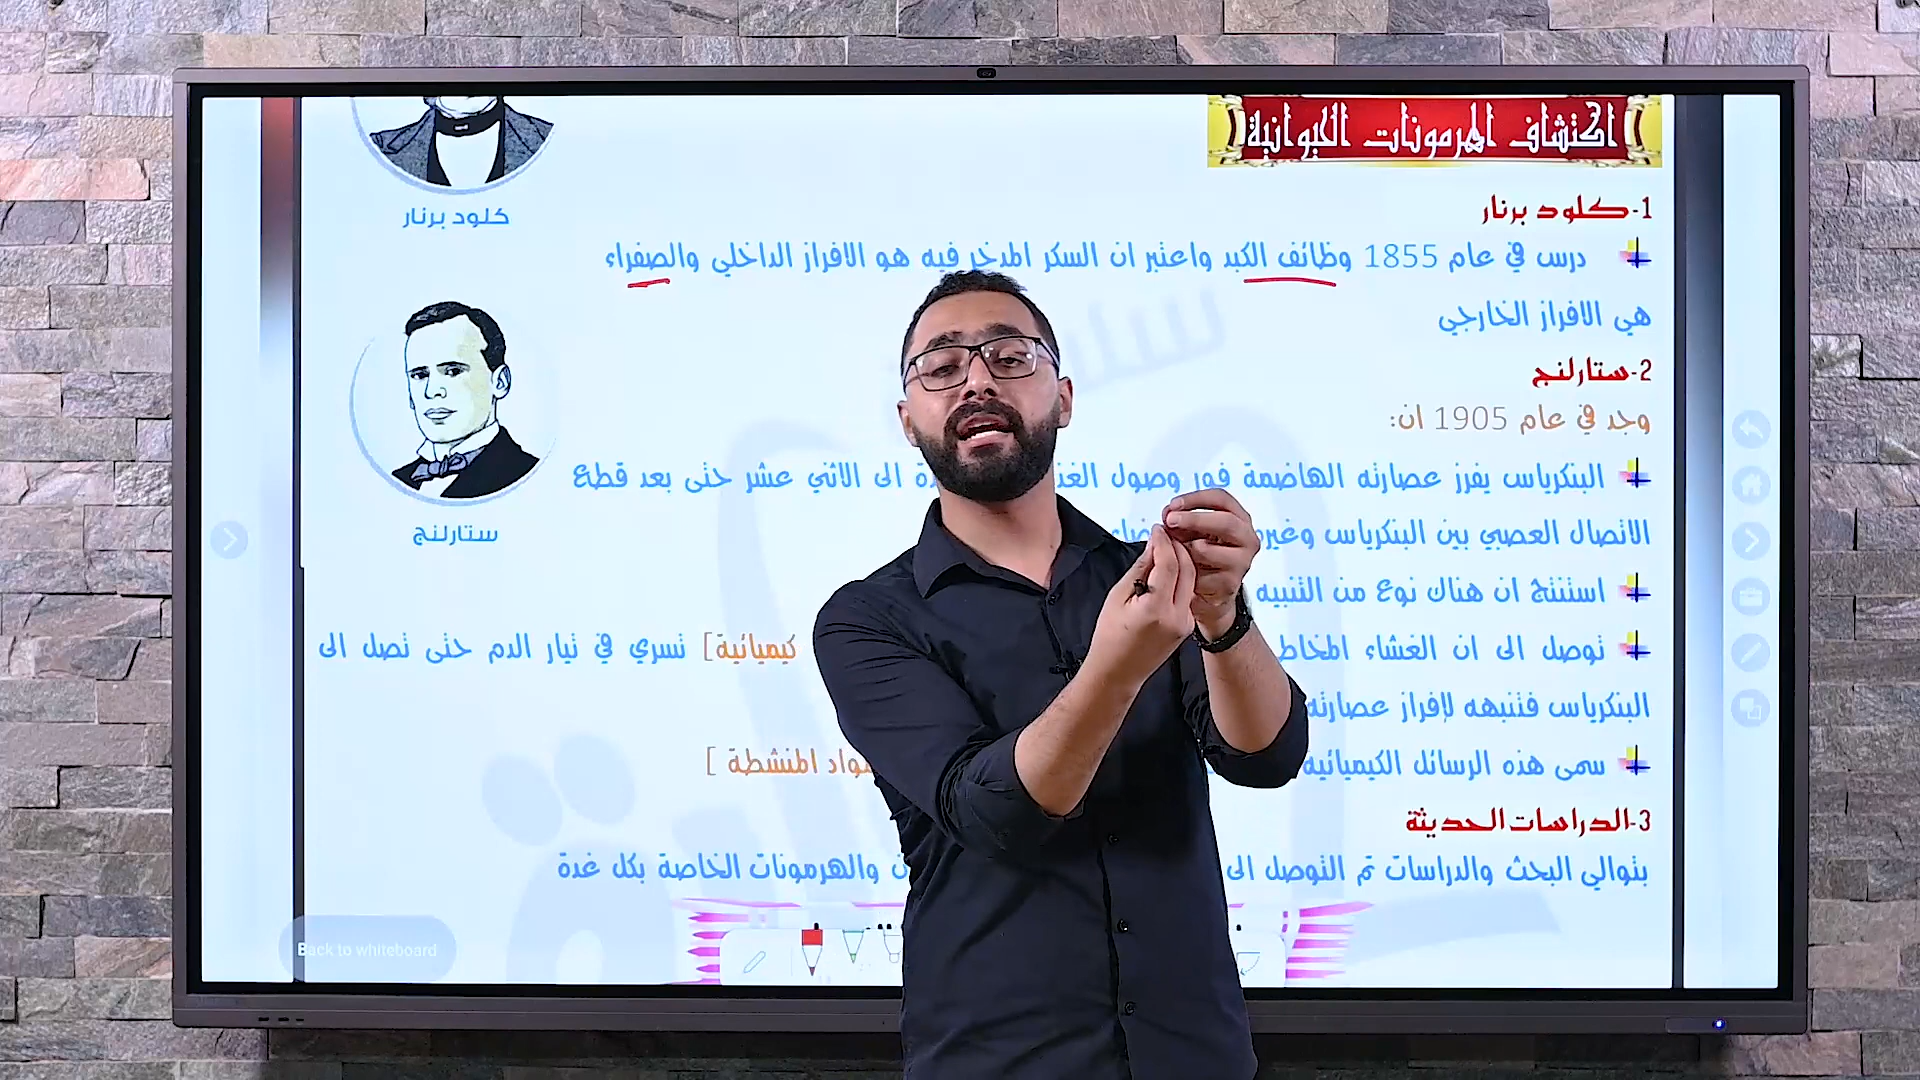 اكتشاف الهرمونات الحيوانية
1-كلود برنار
درس في عام 1855 وظائف الكبد واعتبر ان السكر المدخر فيه هو الافراز الداخلي والصفراء
هي الافراز الخارجي
2-ستارلنج
وجد في عام 1905 ان:
البنكرياس يفرز عصارته الهاضمة فور وصول الى الاثني عشر حتى بعد قطع
الاتصال العصبي بين البنكرياس
استنتج ان هناك نوع من التنبيه
توصل الى ان الغشاء كيميائية] تسري في تيار الدم حتى تصل الى
البنكرياس فتنبهه لإفراز عصارته
سمى هذه الرسائل الكيميائية المنشطة ]
3-الدراسات الحديثة
بتوالي البحث والدراسات تم التوصل الى والهرمونات الخاصة بكل غدة
كلود برنار
ستارلنج
Back to whiteboard